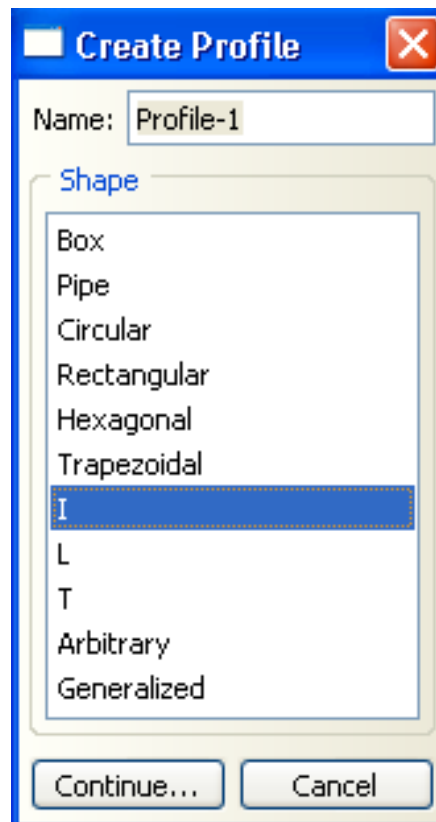 Create Profile
Name: Profile-1
Shape
Box
Pipe
Circular
Rectangular
Hexagonal
Trapezoidal
I
L
T
Arbitrary
Generalized
Continue... Cancel